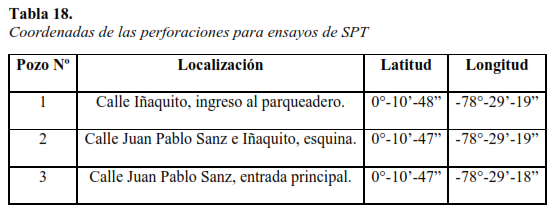 Tabla 18.
Coordenadas de las perforaciones para ensayos de SPT
Pozo Nº Localización Latitud Longitud
1 Calle Iñaquito, ingreso al parqueadero. 0°-10’-48” -78°-29’-19”
2 Calle Juan Pablo Sanz e Iñaquito, esquina. 0°-10’-47” -78°-29’-19”
3 Calle Juan Pablo Sanz, entrada principal. 0°-10’-47” -78°-29’-18”